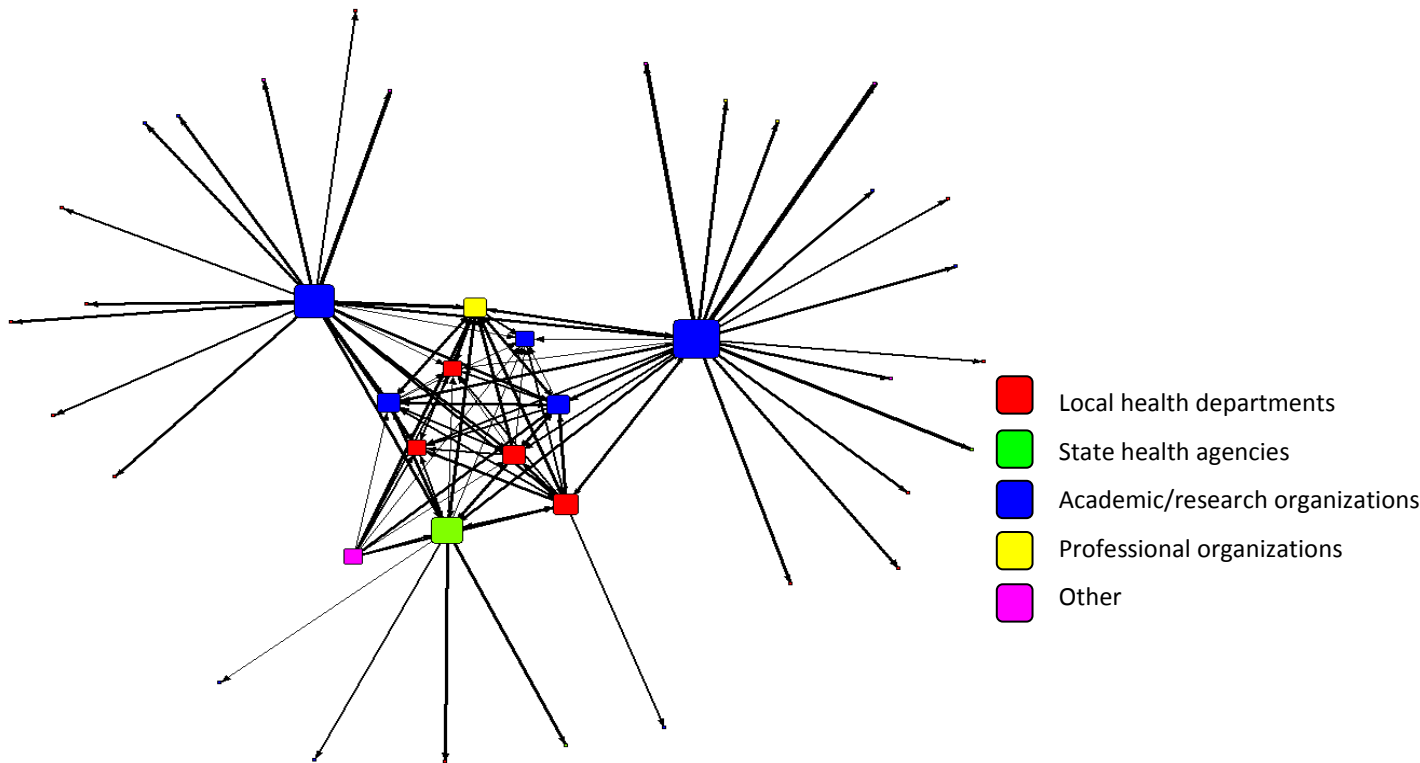 Local health departments
State health agencies
Academic/research organizations
Professional organizations
Other